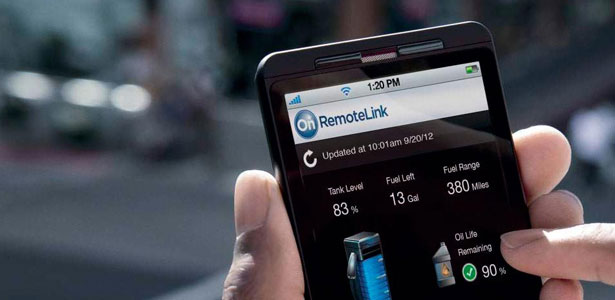 1:20 PM
On RemoteLink
Updated at 10:01am 9/20/12
Tank Level Fuel Left Fuel Range
83 % 13 Gal 380 Miles
Oil Life
Remaining
90 %